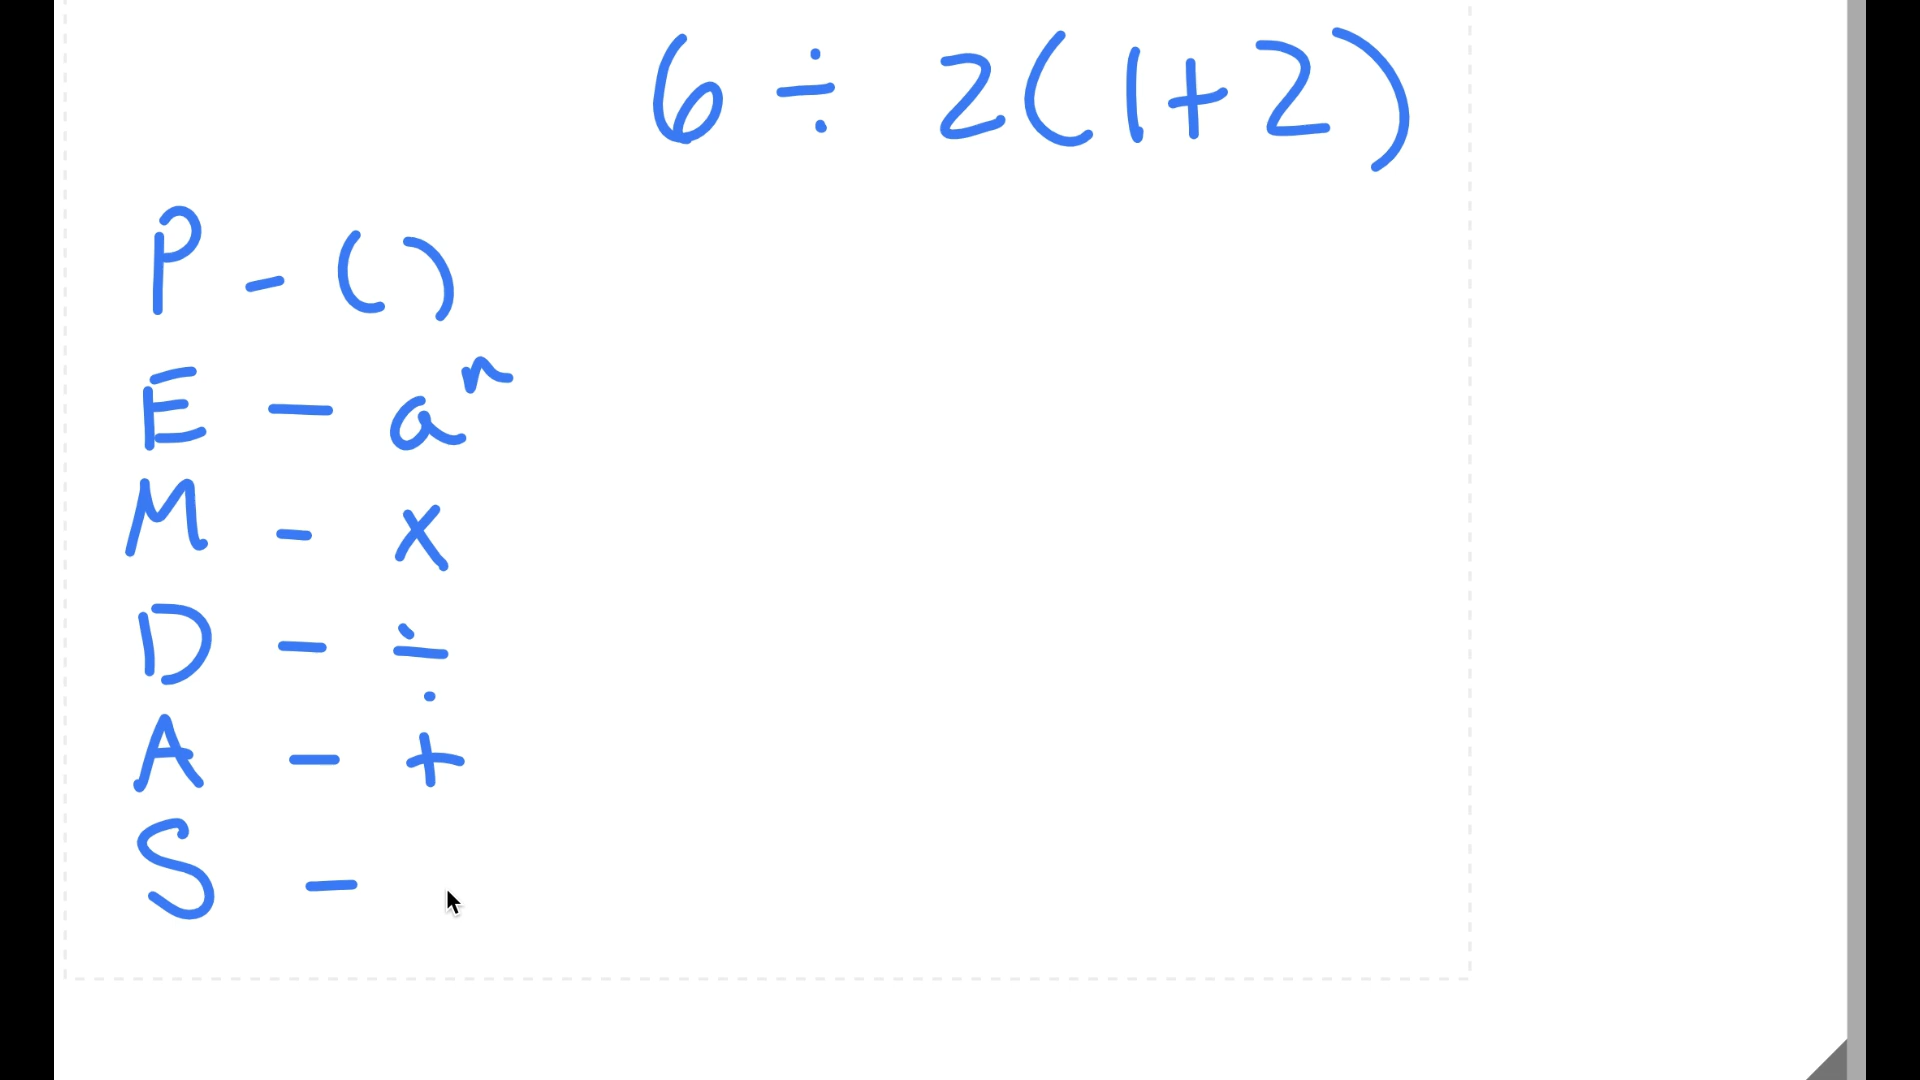 6 ÷ 2(1+2)
P - ( )
E - aⁿ
M - x
D - ÷
A - +
S -